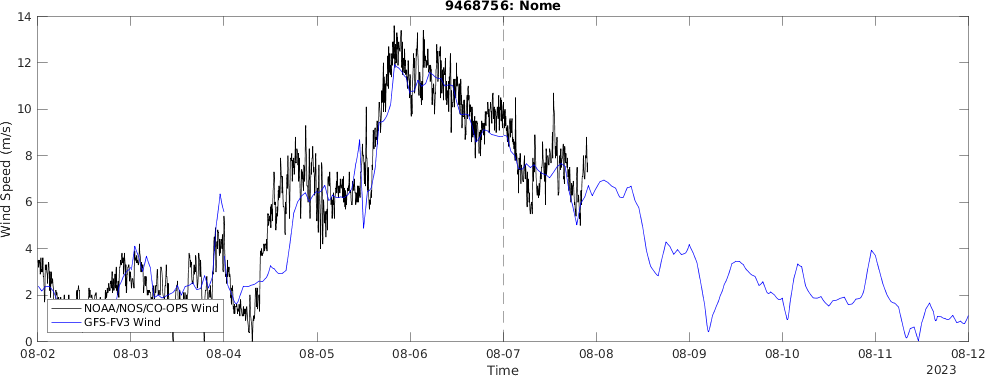 9468756: Nome
14
12
10
8
6
4
2
0
Wind Speed (m/s)
NOAA/NOS/CO-OPS Wind
GFS-FV3 Wind
08-02 08-03 08-04 08-05 08-06 08-07 08-08 08-09 08-10 08-11 08-12
Time
2023